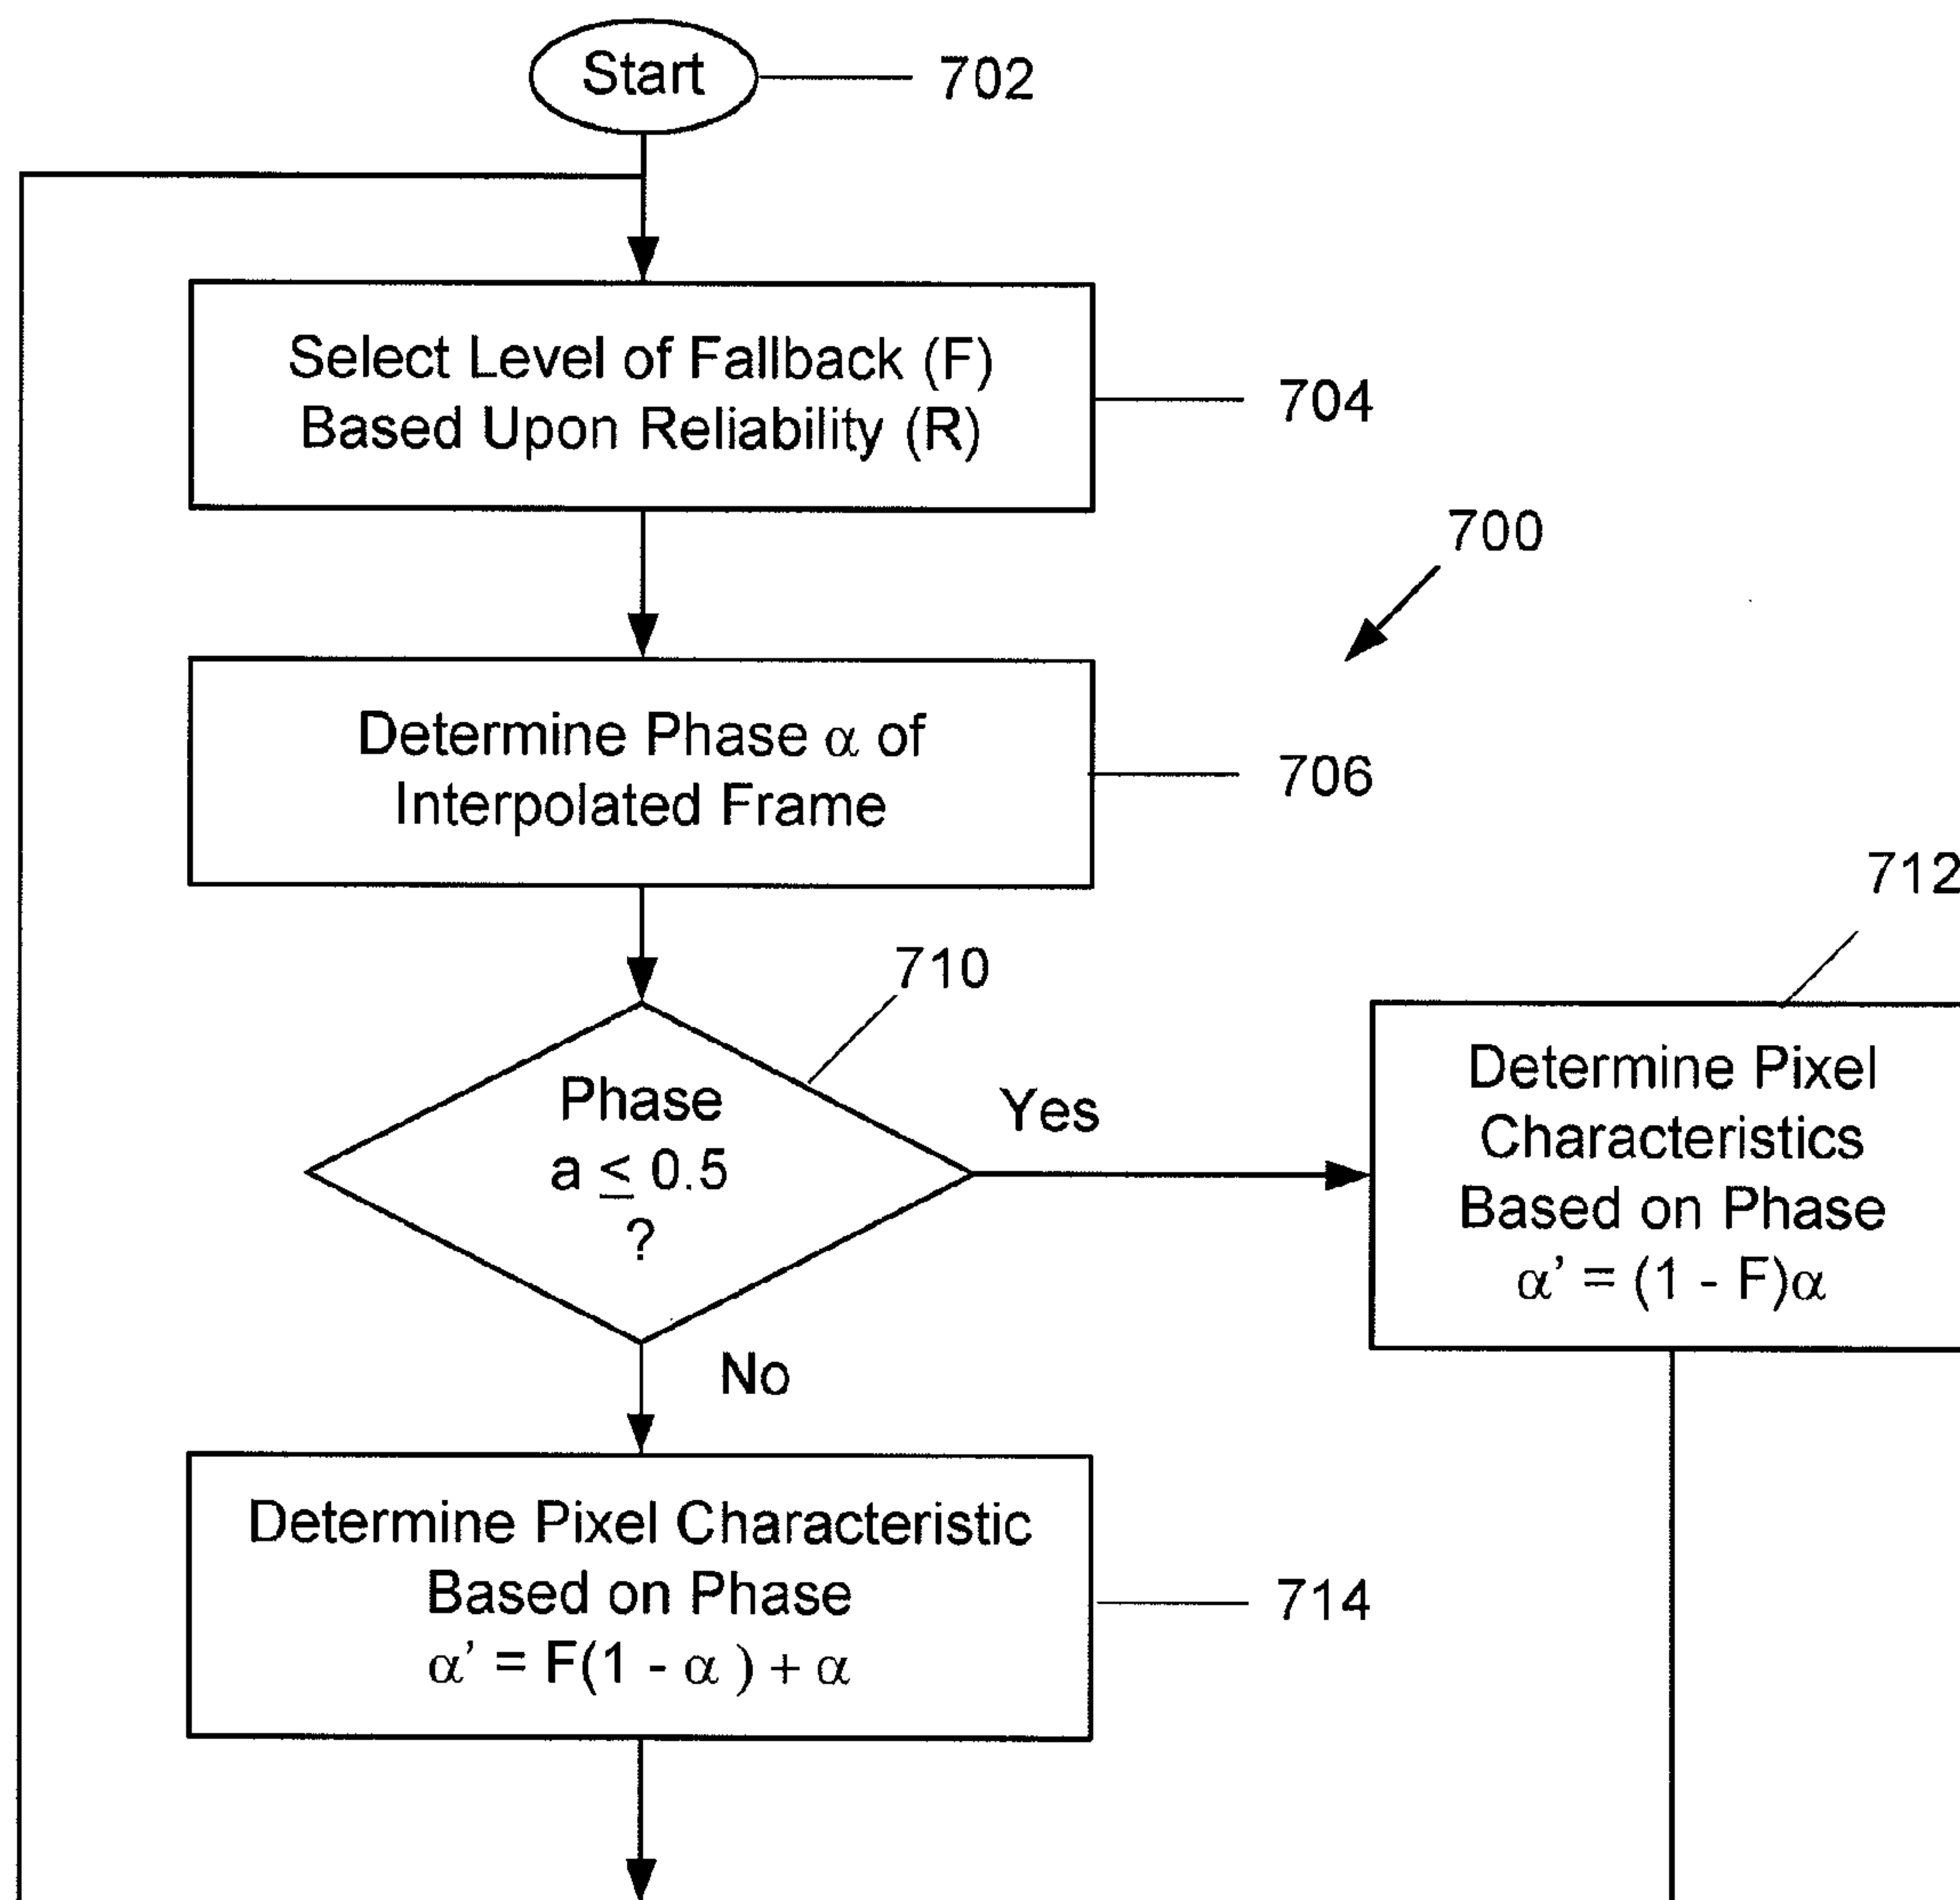 Start
702
Select Level of Fallback (F)
Based Upon Reliability (R)
704
700
Determine Phase α of
Interpolated Frame
706
712
710
Phase
a ≤ 0.5
?
Yes
Determine Pixel
Characteristics
Based on Phase
α' = (1 - F)α
No
Determine Pixel Characteristic
Based on Phase
α' = F(1 - α ) + α
714